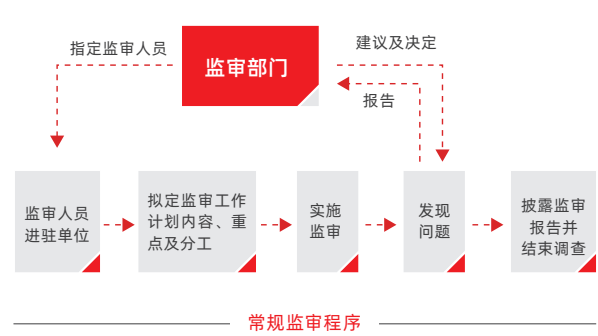 指定监审人员
监审部门
建议及决定
报告
监审人员
进驻单位
拟定监审工作
计划内容、重
点及分工
实施
监审
发现
问题
披露监审
报告并
结束调查
常规监审程序